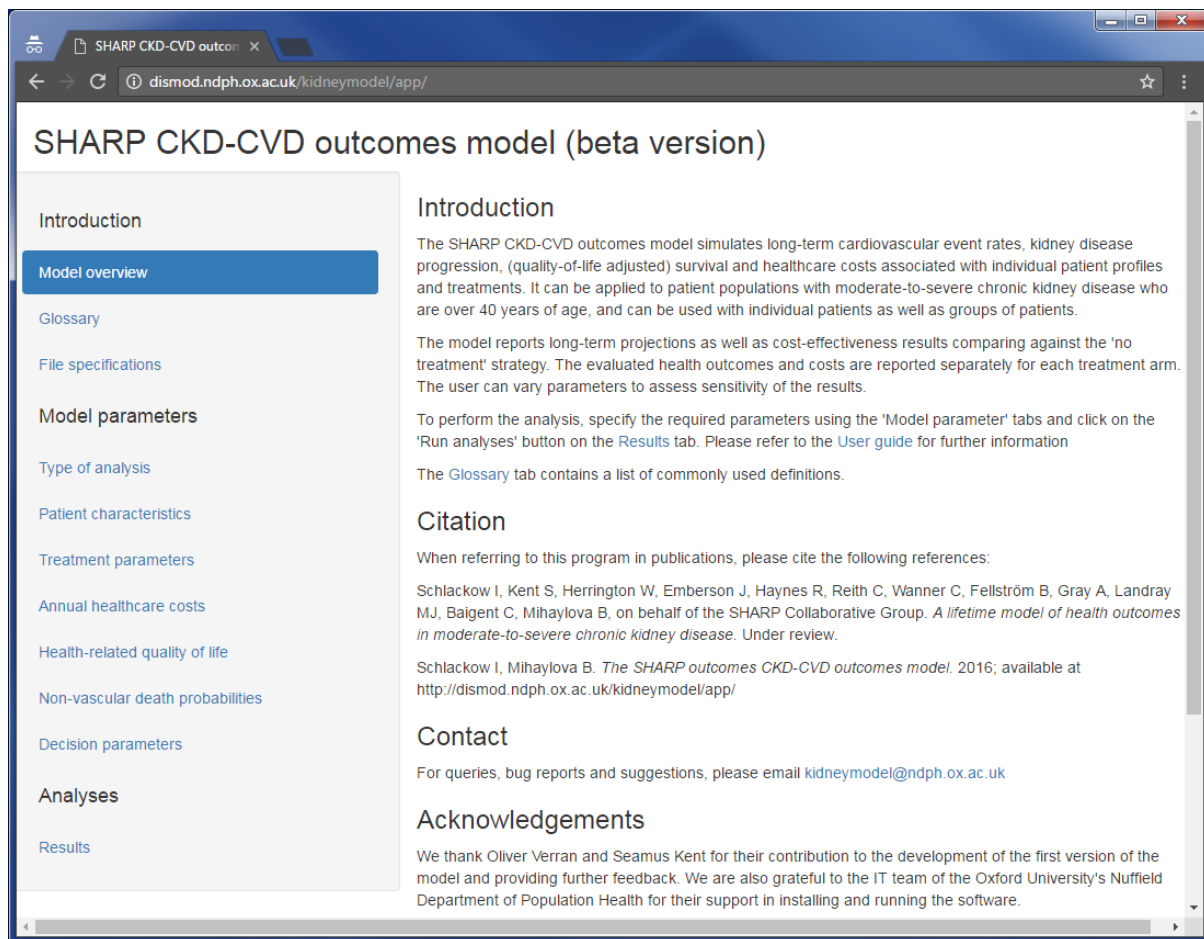 SHARP CKD-CVD outcon
dismod.ndph.ox.ac.uk/kidneymodel/app/
SHARP CKD-CVD outcomes model (beta version)
Introduction
Model overview
Glossary
File specifications
Model parameters
Type of analysis
Patient characteristics
Treatment parameters
Annual healthcare costs
Health-related quality of life
Non-vascular death probabilities
Decision parameters
Analyses
Results
Introduction
The SHARP CKD-CVD outcomes model simulates long-term cardiovascular event rates, kidney disease
progression, (quality-of-life adjusted) survival and healthcare costs associated with individual patient profiles
and treatments. It can be applied to patient populations with moderate-to-severe chronic kidney disease who
are over 40 years of age, and can be used with individual patients as well as groups of patients.
The model reports long-term projections as well as cost-effectiveness results comparing against the 'no
treatment' strategy. The evaluated health outcomes and costs are reported separately for each treatment arm.
The user can vary parameters to assess sensitivity of the results.
To perform the analysis, specify the required parameters using the 'Model parameter' tabs and click on the
'Run analyses' button on the Results tab. Please refer to the User guide for further information
The Glossary tab contains a list of commonly used definitions.
Citation
When referring to this program in publications, please cite the following references:
Schlackow I, Kent S, Herrington W, Emberson J, Haynes R, Reith C, Wanner C, Fellström B, Gray A, Landray
MJ, Baigent C, Mihaylova B, on behalf of the SHARP Collaborative Group. A lifetime model of health outcomes
in moderate-to-severe chronic kidney disease. Under review.
Schlackow I, Mihaylova B. The SHARP outcomes CKD-CVD outcomes model. 2016; available at
http://dismod.ndph.ox.ac.uk/kidneymodel/app/
Contact
For queries, bug reports and suggestions, please email kidneymodel@ndph.ox.ac.uk
Acknowledgements
We thank Oliver Verran and Seamus Kent for their contribution to the development of the first version of the
model and providing further feedback. We are also grateful to the IT team of the Oxford University's Nuffield
Department of Population Health for their support in installing and running the software.